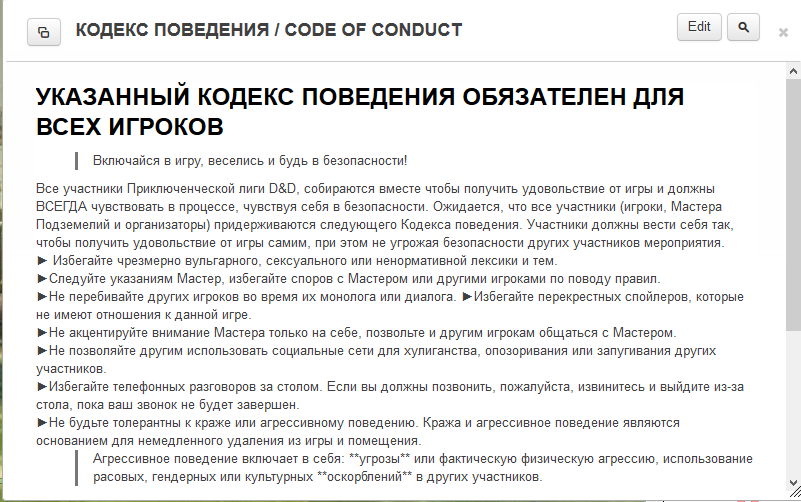 КОДЕКС ПОВЕДЕНИЯ / CODE OF CONDUCT
Edit
УКАЗАННЫЙ КОДЕКС ПОВЕДЕНИЯ ОБЯЗАТЕЛЕН ДЛЯ
ВСЕХ ИГРОКОВ
Включайся в игру, веселись и будь в безопасности!
Все участники Приключенческой лиги D&D, собираются вместе чтобы получить удовольствие от игры и должны
ВСЕГДА чувствовать в процессе, чувствуя себя в безопасности. Ожидается, что все участники (игроки, Мастера
Подземелий и организаторы) придерживаются следующего Кодекса поведения. Участники должны вести себя так,
чтобы получить удовольствие от игры самим, при этом не угрожая безопасности других участников мероприятия.
► Избегайте чрезмерно вульгарного, сексуального или ненормативной лексики и тем.
►Следуйте указаниям Мастер, избегайте споров с Мастером или другими игроками по поводу правил.
►Не перебивайте других игроков во время их монолога или диалога. ►Избегайте перекрестных спойлеров, которые
не имеют отношения к данной игре.
►Не акцентируйте внимание Мастера только на себе, позвольте и другим игрокам общаться с Мастером.
►Не позволяйте другим использовать социальные сети для хулиганства, опозоривания или запугивания других
участников.
►Избегайте телефонных разговоров за столом. Если вы должны позвонить, пожалуйста, извинитесь и выйдите из-за
стола, пока ваш звонок не будет завершен.
►Не будьте толерантны к краже или агрессивному поведению. Кража и агрессивное поведение являются
основанием для немедленного удаления из игры и помещения.
Агрессивное поведение включает в себя: **угрозы** или фактическую физическую агрессию, использование
расовых, гендерных или культурных **оскорблений** в других участников.